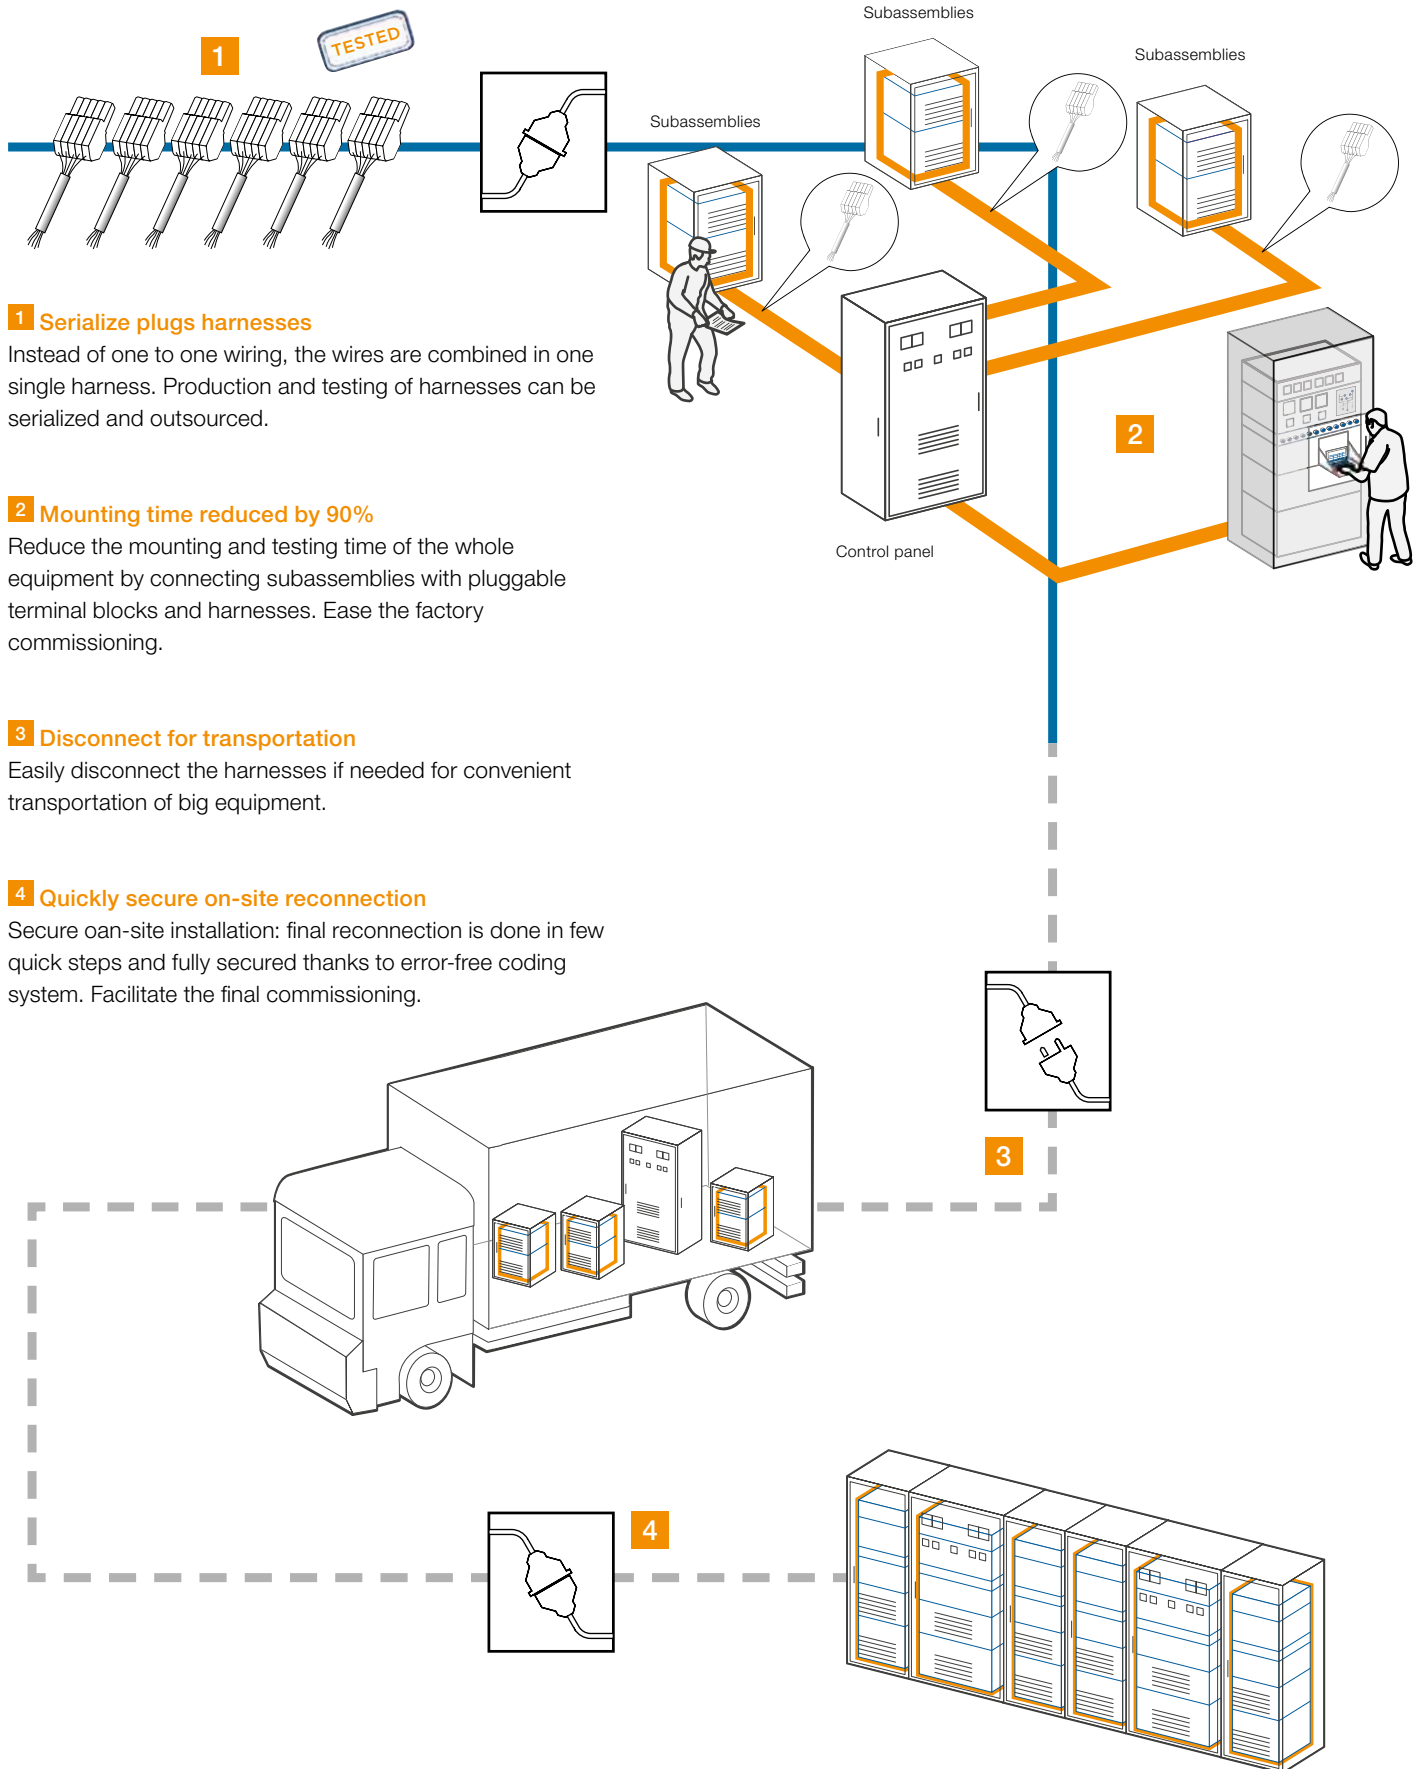 Subassemblies
TESTED
1
Subassemblies
Subassemblies
1 Serialize plugs harnesses
Instead of one to one wiring, the wires are combined in one
single harness. Production and testing of harnesses can be
serialized and outsourced.
2
2 Mounting time reduced by 90%
Reduce the mounting and testing time of the whole
equipment by connecting subassemblies with pluggable
terminal blocks and harnesses. Ease the factory
commissioning.
Control panel
3 Disconnect for transportation
Easily disconnect the harnesses if needed for convenient
transportation of big equipment.
4 Quickly secure on-site reconnection
Secure oan-site installation: final reconnection is done in few
quick steps and fully secured thanks to error-free coding
system. Facilitate the final commissioning.
3
4